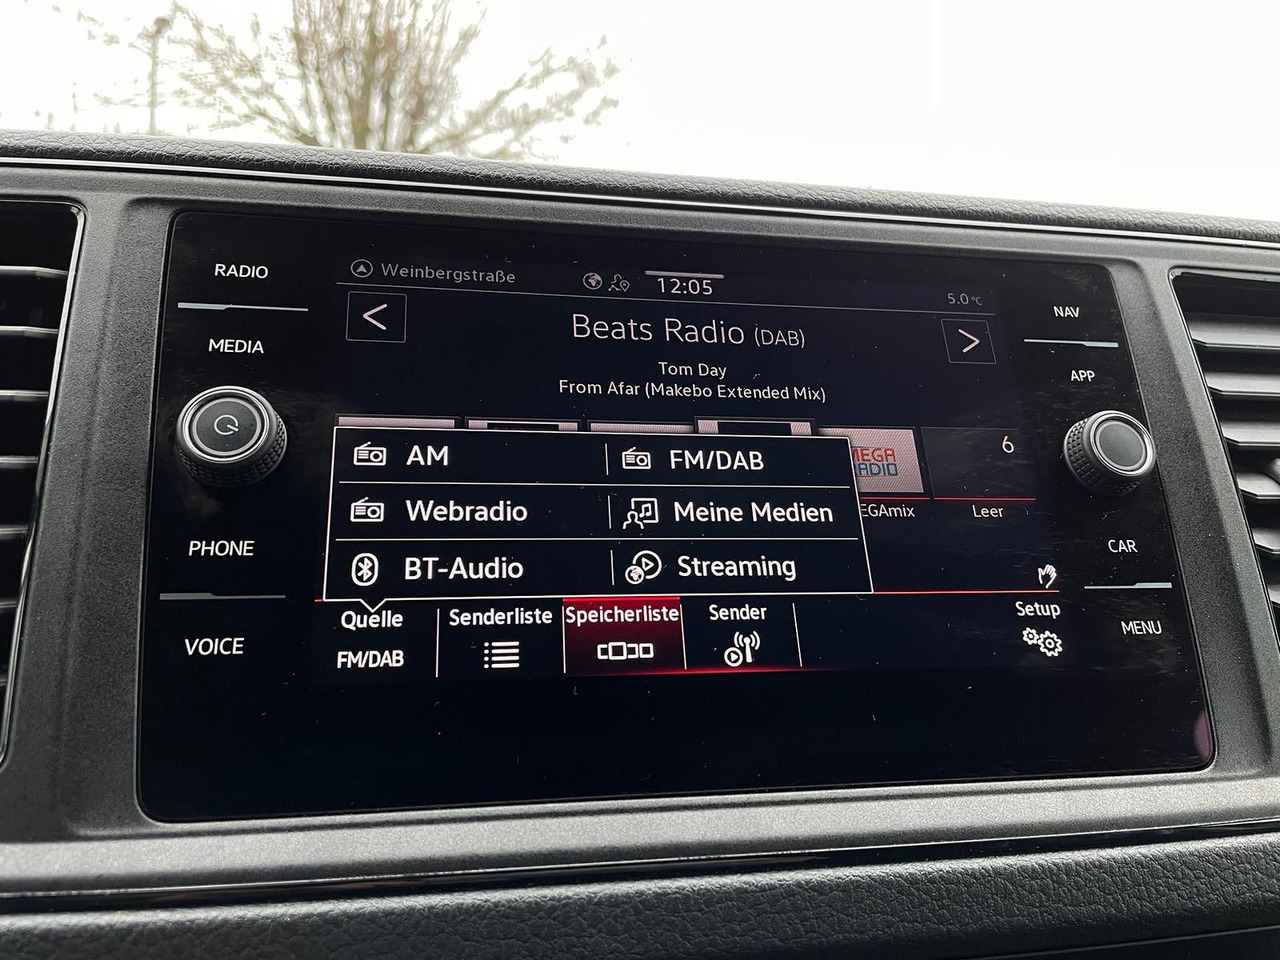 RADIO
MEDIA
PHONE
VOICE
Weinbergstraße
12:05
5.0 °C
Beats Radio (DAB)
Tom Day
From Afar (Makebo Extended Mix)
AM
FM/DAB
Webradio
Meine Medien
BT-Audio
Streaming
6
EGAmix
Leer
Quelle
FM/DAB
Senderliste
Speicherliste
Sender
Setup
NAV
APP
CAR
MENU